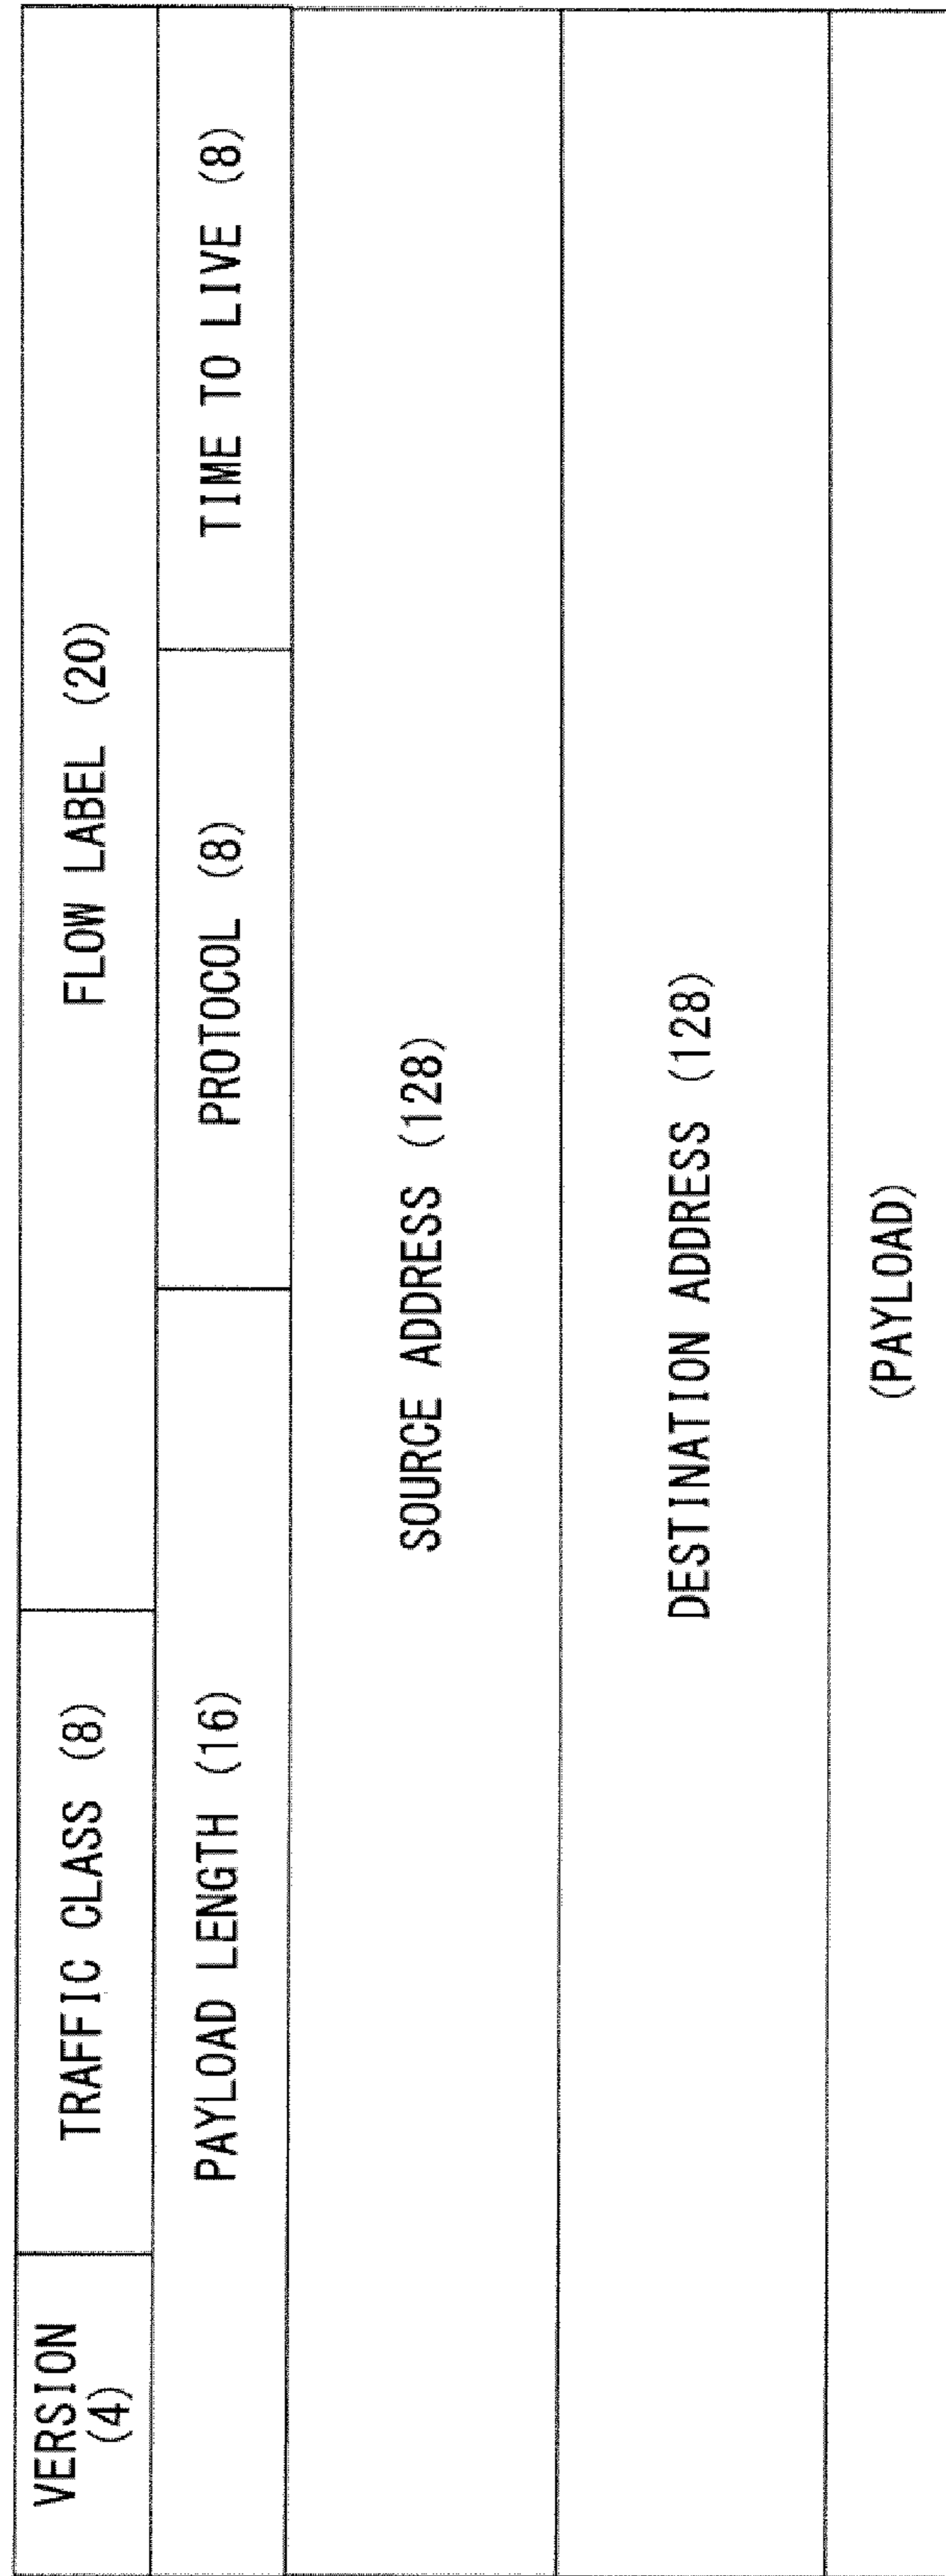 VERSION
(4)
TRAFFIC CLASS (8)
FLOW LABEL (20)
PAYLOAD LENGTH (16)
PROTOCOL (8)
TIME TO LIVE (8)
SOURCE ADDRESS (128)
DESTINATION ADDRESS (128)
(PAYLOAD)